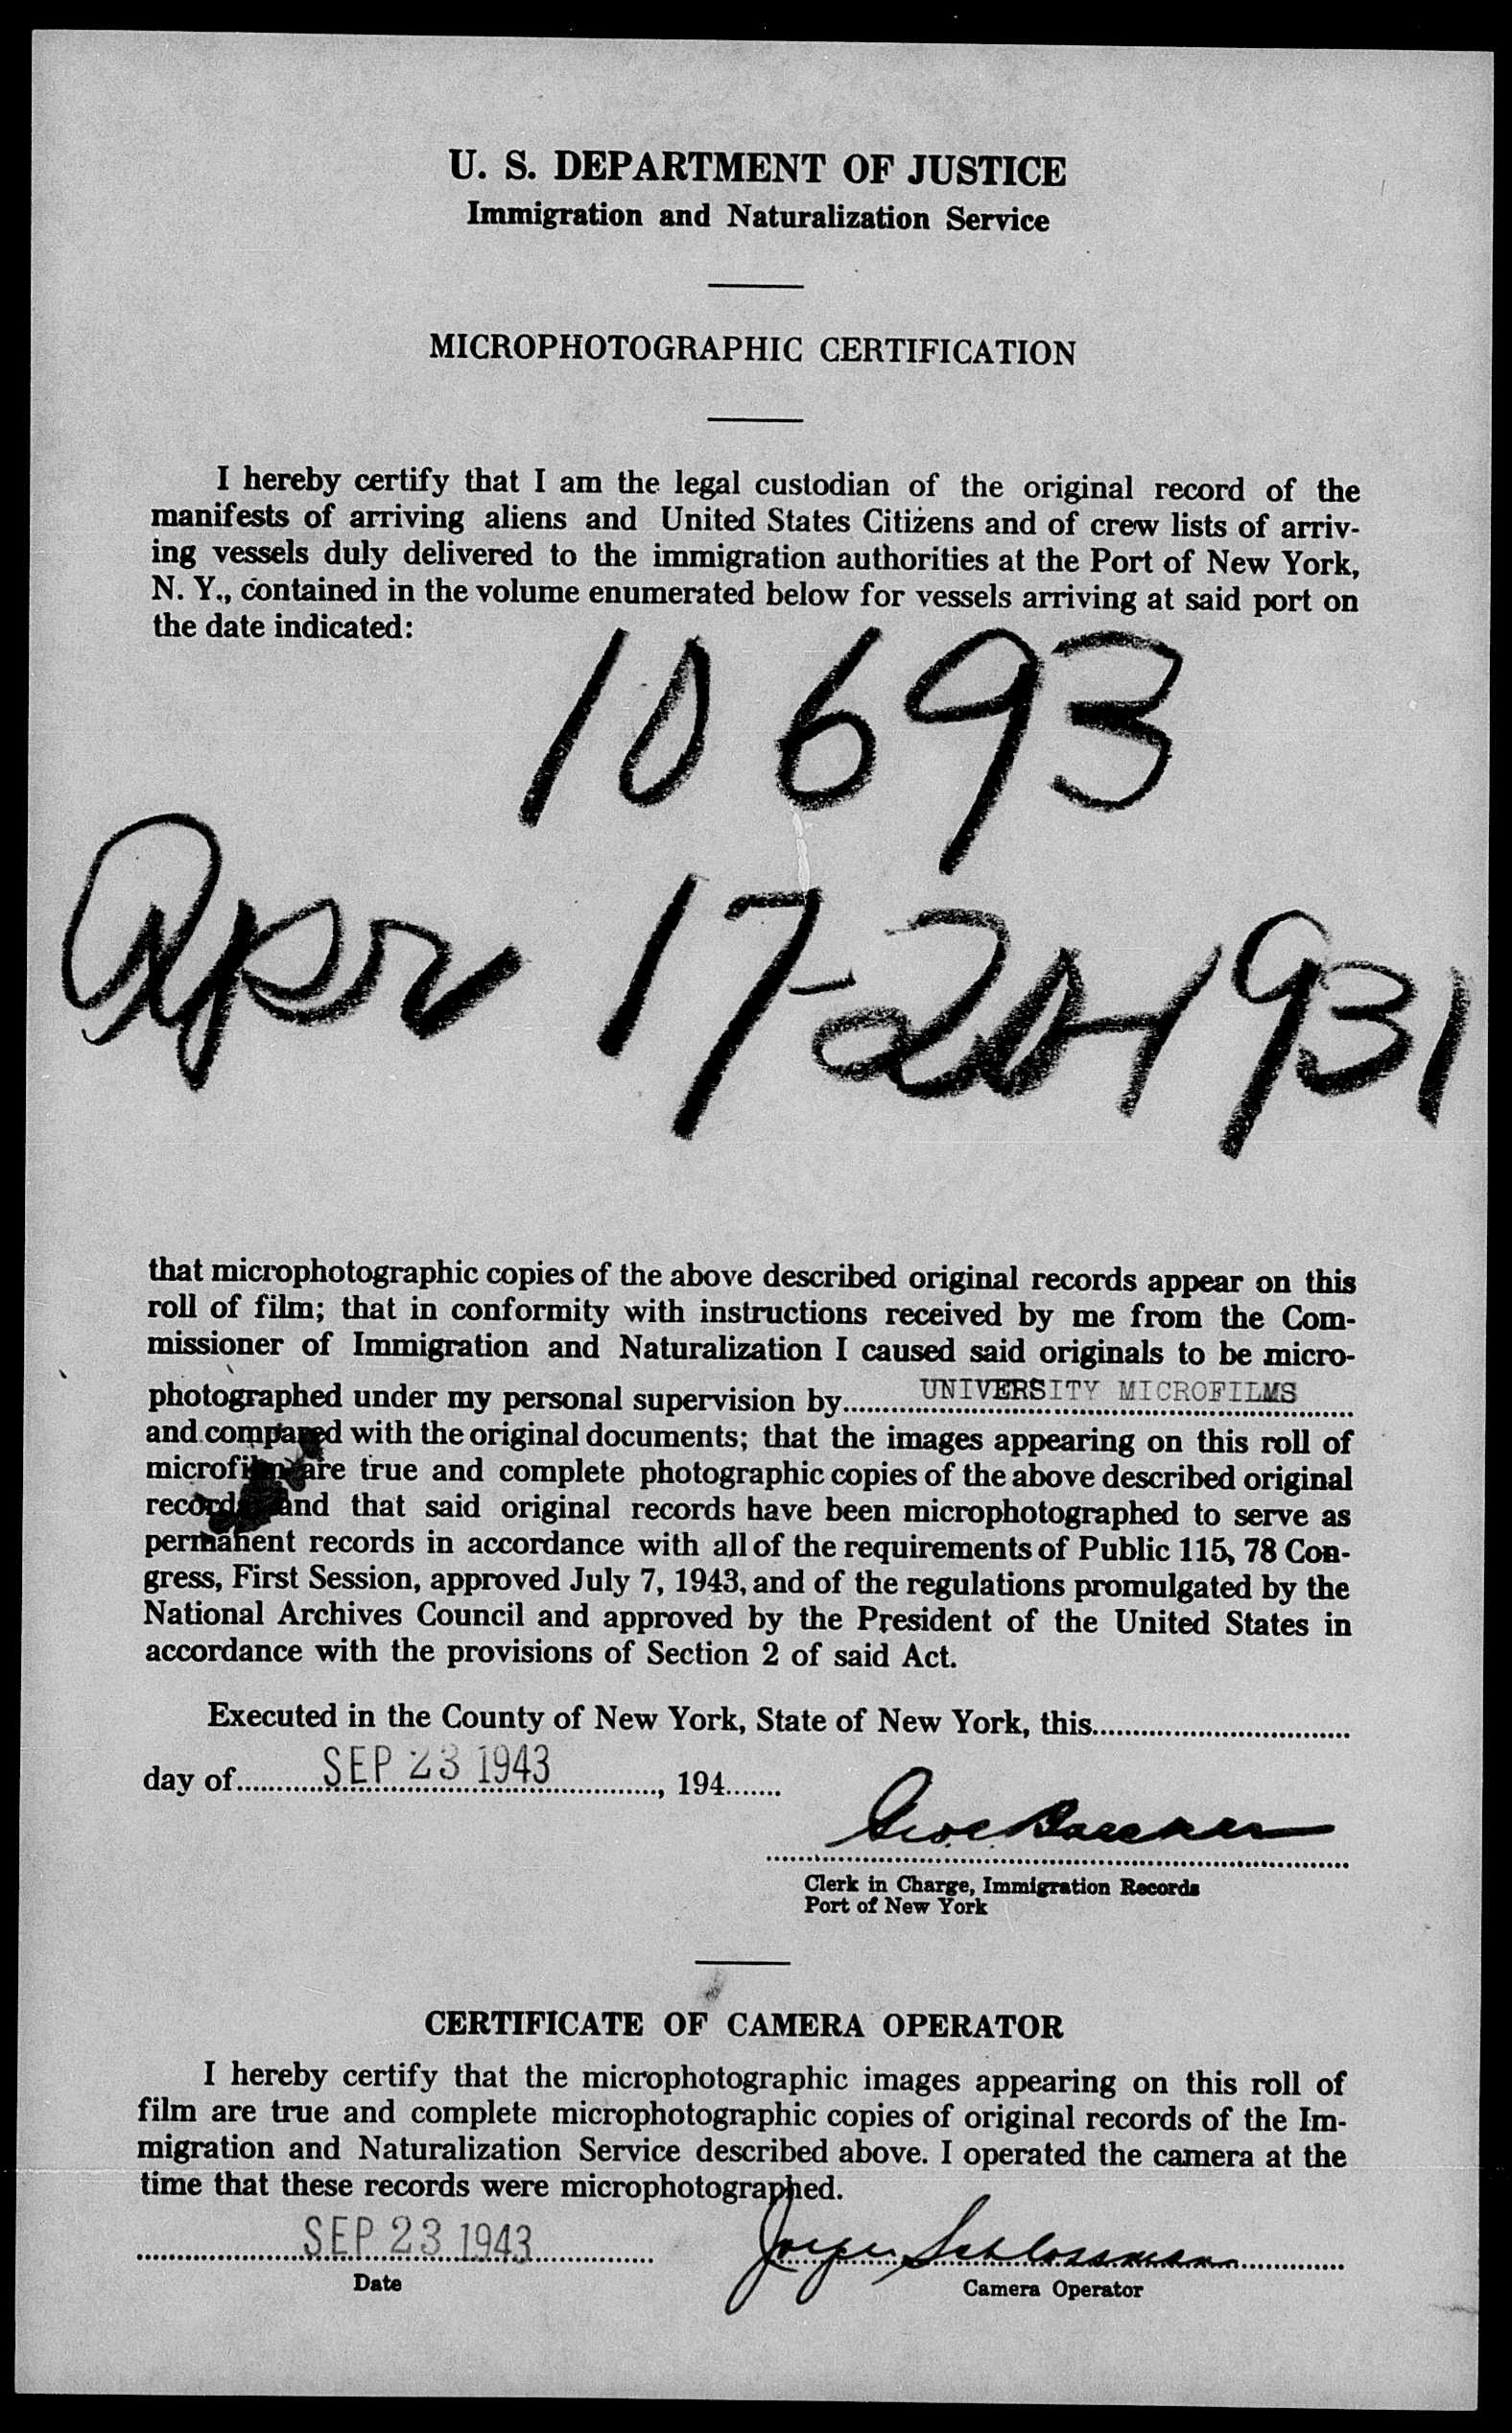 U. S. DEPARTMENT OF JUSTICE
Immigration and Naturalization Service
MICROPHOTOGRAPHIC CERTIFICATION
I hereby certify that I am the legal custodian of the original record of the
manifests of arriving aliens and United States Citizens and of crew lists of arriv-
ing vessels duly delivered to the immigration authorities at the Port of New York,
N. Y., contained in the volume enumerated below for vessels arriving at said port on
the date indicated:
10693
Apr 17-20-1931
that microphotographic copies of the above described original records appear on this
roll of film; that in conformity with instructions received by me from the Com-
missioner of Immigration and Naturalization I caused said originals to be micro-
photographed under my personal supervision by UNIVERSITY MICROFILMS
and compared with the original documents; that the images appearing on this roll of
microfilm are true and complete photographic copies of the above described original
records and that said original records have been microphotographed to serve as
permanent records in accordance with all of the requirements of Public 115, 78 Con-
gress, First Session, approved July 7, 1943, and of the regulations promulgated by the
National Archives Council and approved by the President of the United States in
accordance with the provisions of Section 2 of said Act.
Executed in the County of New York, State of New York, this
day of SEP 23 1943, 194
Geo. Baecker
Clerk in Charge, Immigration Records
Port of New York
CERTIFICATE OF CAMERA OPERATOR
I hereby certify that the microphotographic images appearing on this roll of
film are true and complete microphotographic copies of original records of the Im-
migration and Naturalization Service described above. I operated the camera at the
time that these records were microphotographed.
SEP 23 1943 Schlossman
Date Camera Operator